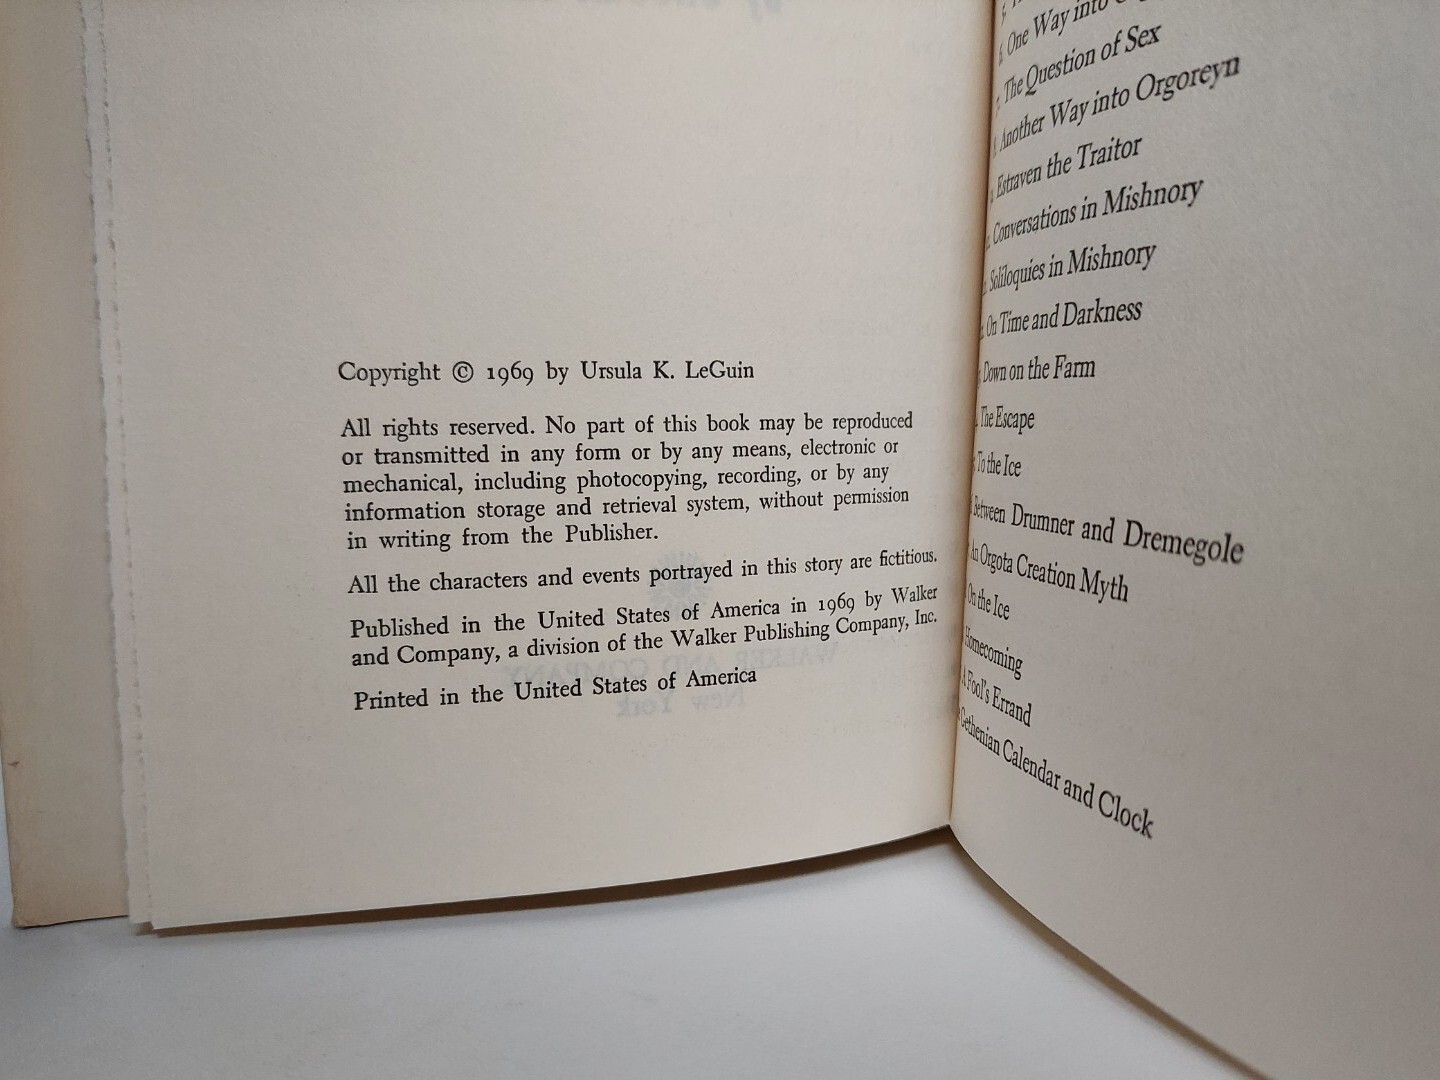 Copyright © 1969 by Ursula K. LeGuin
All rights reserved. No part of this book may be reproduced
or transmitted in any form or by any means, electronic or
mechanical, including photocopying, recording, or by any
information storage and retrieval system, without permission
in writing from the Publisher.
All the characters and events portrayed in this story are fictitious.
Published in the United States of America in 1969 by Walker
and Company, a division of the Walker Publishing Company, Inc.
Printed in the United States of America
One Way into
The Question of Sex
Another Way into Orgoreyn
Estraven the Traitor
Conversations in Mishnory
Soliloquies in Mishnory
On Time and Darkness
Down on the Farm
The Escape
To the Ice
Between Drumner and Dremegole
An Orgota Creation Myth
On the Ice
Homecoming
A Fool's Errand
Gethenian Calendar and Clock